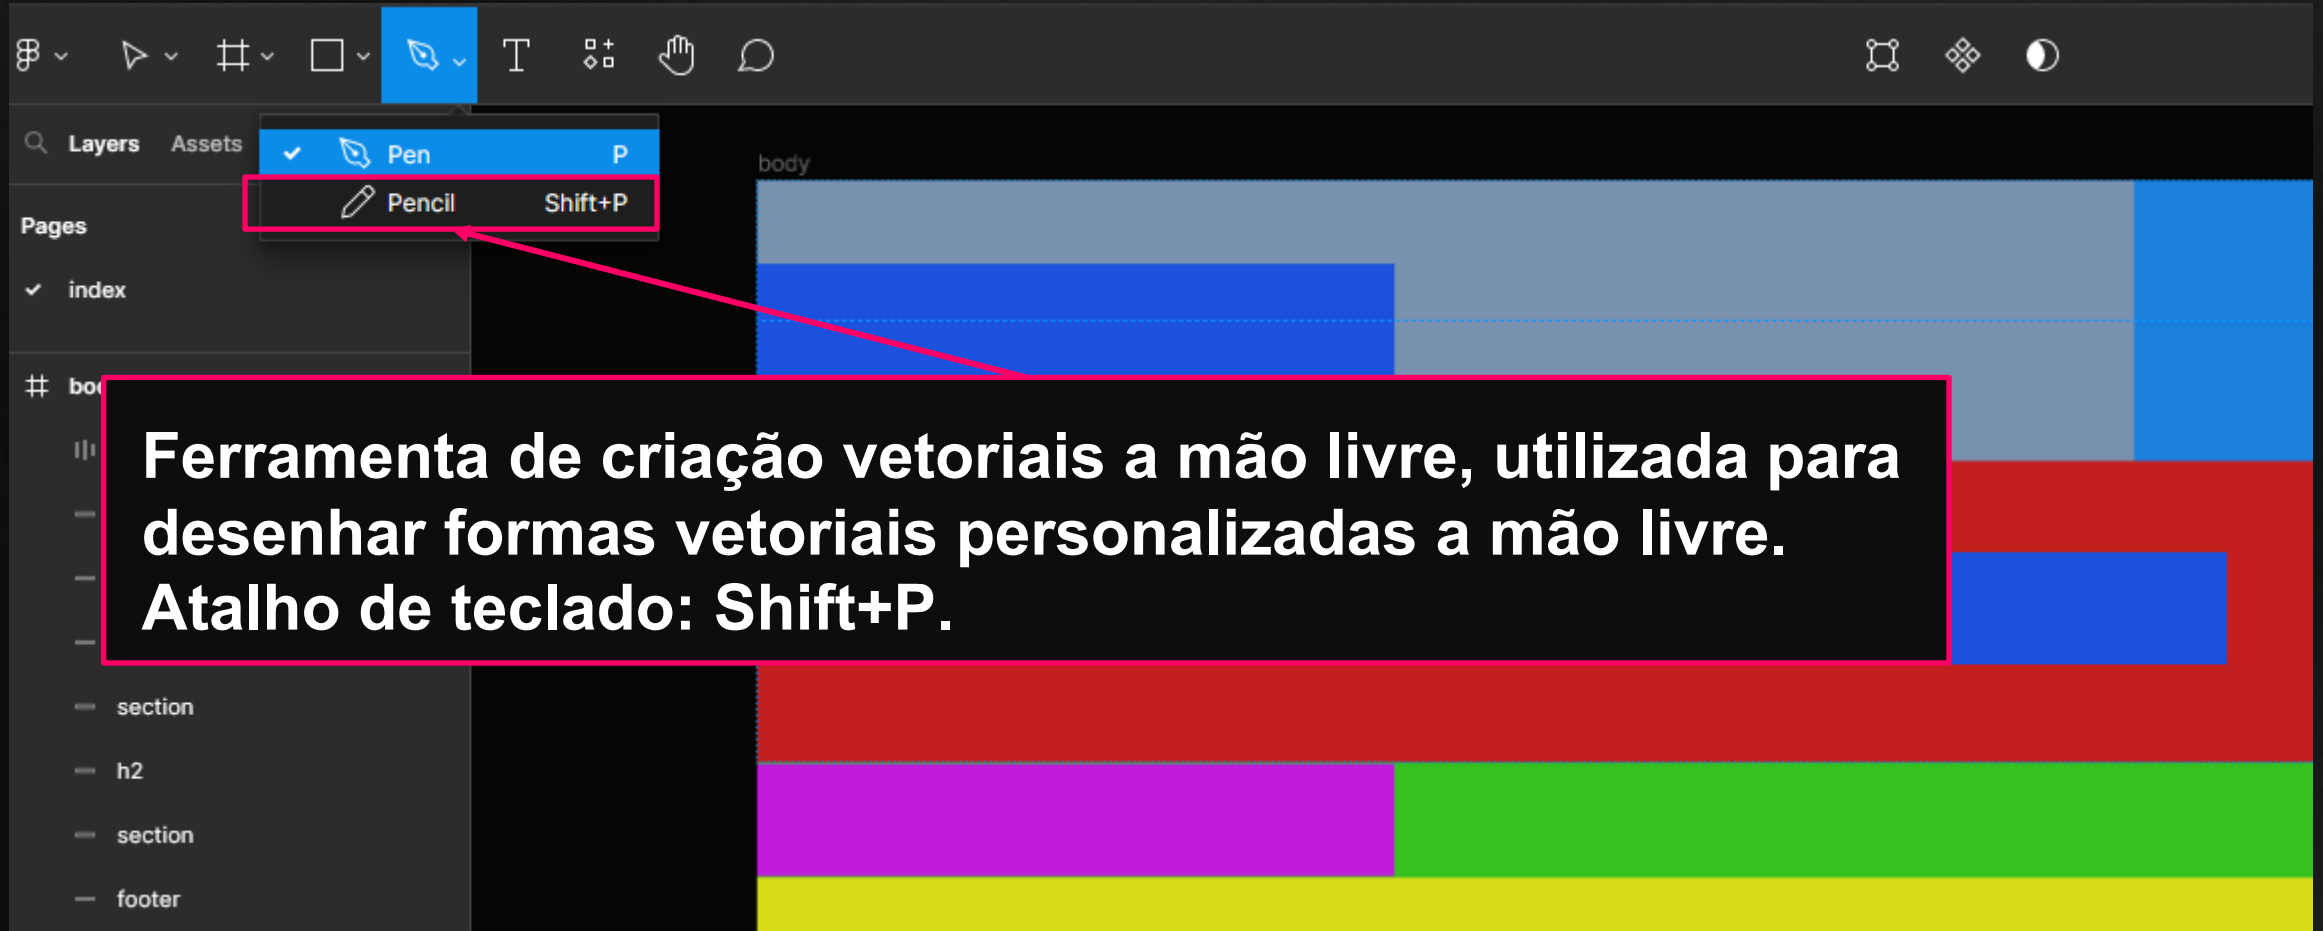 Layers Assets
Pen P
Pencil Shift+P
Pages
index
body
Ferramenta de criação vetoriais a mão livre, utilizada para
desenhar formas vetoriais personalizadas a mão livre.
Atalho de teclado: Shift+P.
section
h2
section
footer